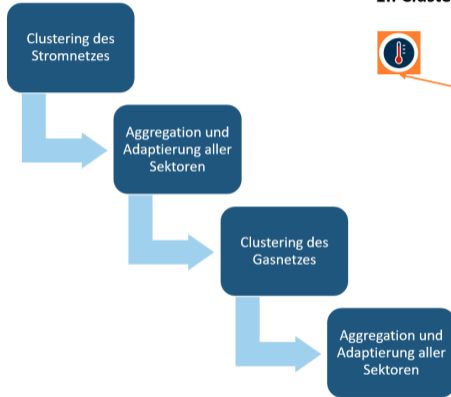 Clustering des
Stromnetzes
Aggregation und
Adaptierung aller
Sektoren
Clustering des
Gasnetzes
Aggregation und
Adaptierung aller
Sektoren